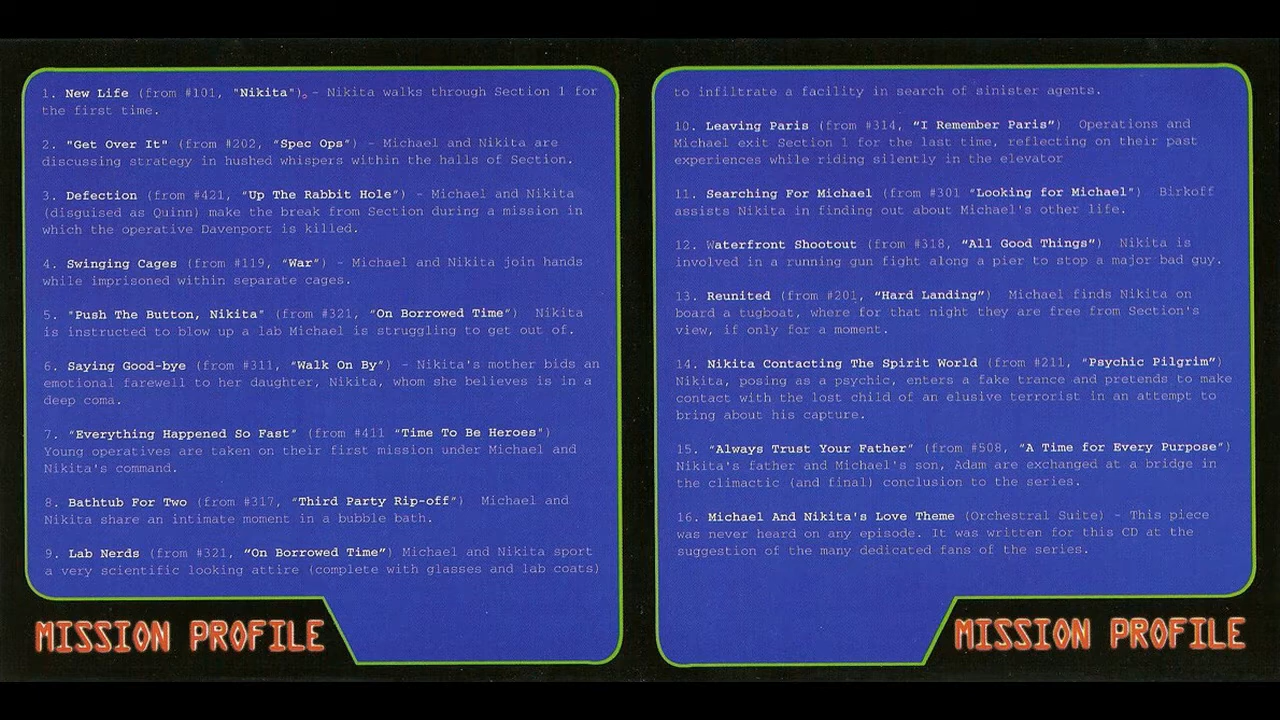 1. New Life (from #101, "Nikita"). - Nikita walks through Section 1 for
the first time.
2. "Get Over It" (from #202, "Spec Ops") - Michael and Nikita are
discussing strategy in hushed whispers within the halls of Section.
3. Defection (from #421, "Up The Rabbit Hole") - Michael and Nikita
(disguised as Quinn) make the break from Section during a mission in
which the operative Davenport is killed.
4. Swinging Cages (from #119, "War") - Michael and Nikita join hands
while imprisoned within separate cages.
5. "Push The Button, Nikita" (from #321, "On Borrowed Time") Nikita
is instructed to blow up a lab Michael is struggling to get out of.
6. Saying Good-bye (from #311, "Walk On By") - Nikita's mother bids an
emotional farewell to her daughter, Nikita, whom she believes is in a
deep coma.
7. "Everything Happened So Fast" (from #411 "Time To Be Heroes")
Young operatives are taken on their first mission under Michael and
Nikita's command.
8. Bathtub For Two (from #317, "Third Party Rip-off") Michael and
Nikita share an intimate moment in a bubble bath.
9. Lab Nerds (from #321, "On Borrowed Time") Michael and Nikita sport
a very scientific looking attire (complete with glasses and lab coats)
MISSION PROFILE
to infiltrate a facility in search of sinister agents.
10. Leaving Paris (from #314, "I Remember Paris") Operations and
Michael exit Section 1 for the last time, reflecting on their past
experiences while riding silently in the elevator
11. Searching For Michael (from #301 "Looking for Michael") Birkoff
assists Nikita in finding out about Michael's other life.
12. Waterfront Shootout (from #318, "All Good Things") Nikita is
involved in a running gun fight along a pier to stop a major bad guy.
13. Reunited (from #201, "Hard Landing") Michael finds Nikita on
board a tugboat, where for that night they are free from Section's
view, if only for a moment.
14. Nikita Contacting The Spirit World (from #211, "Psychic Pilgrim")
Nikita, posing as a psychic, enters a fake trance and pretends to make
contact with the lost child of an elusive terrorist in an attempt to
bring about his capture.
15. "Always Trust Your Father" (from #508, "A Time for Every Purpose")
Nikita's father and Michael's son, Adam are exchanged at a bridge in
the climactic (and final) conclusion to the series.
16. Michael And Nikita's Love Theme (Orchestral Suite) - This piece
was never heard on any episode. It was written for this CD at the
suggestion of the many dedicated fans of the series.
MISSION PROFILE